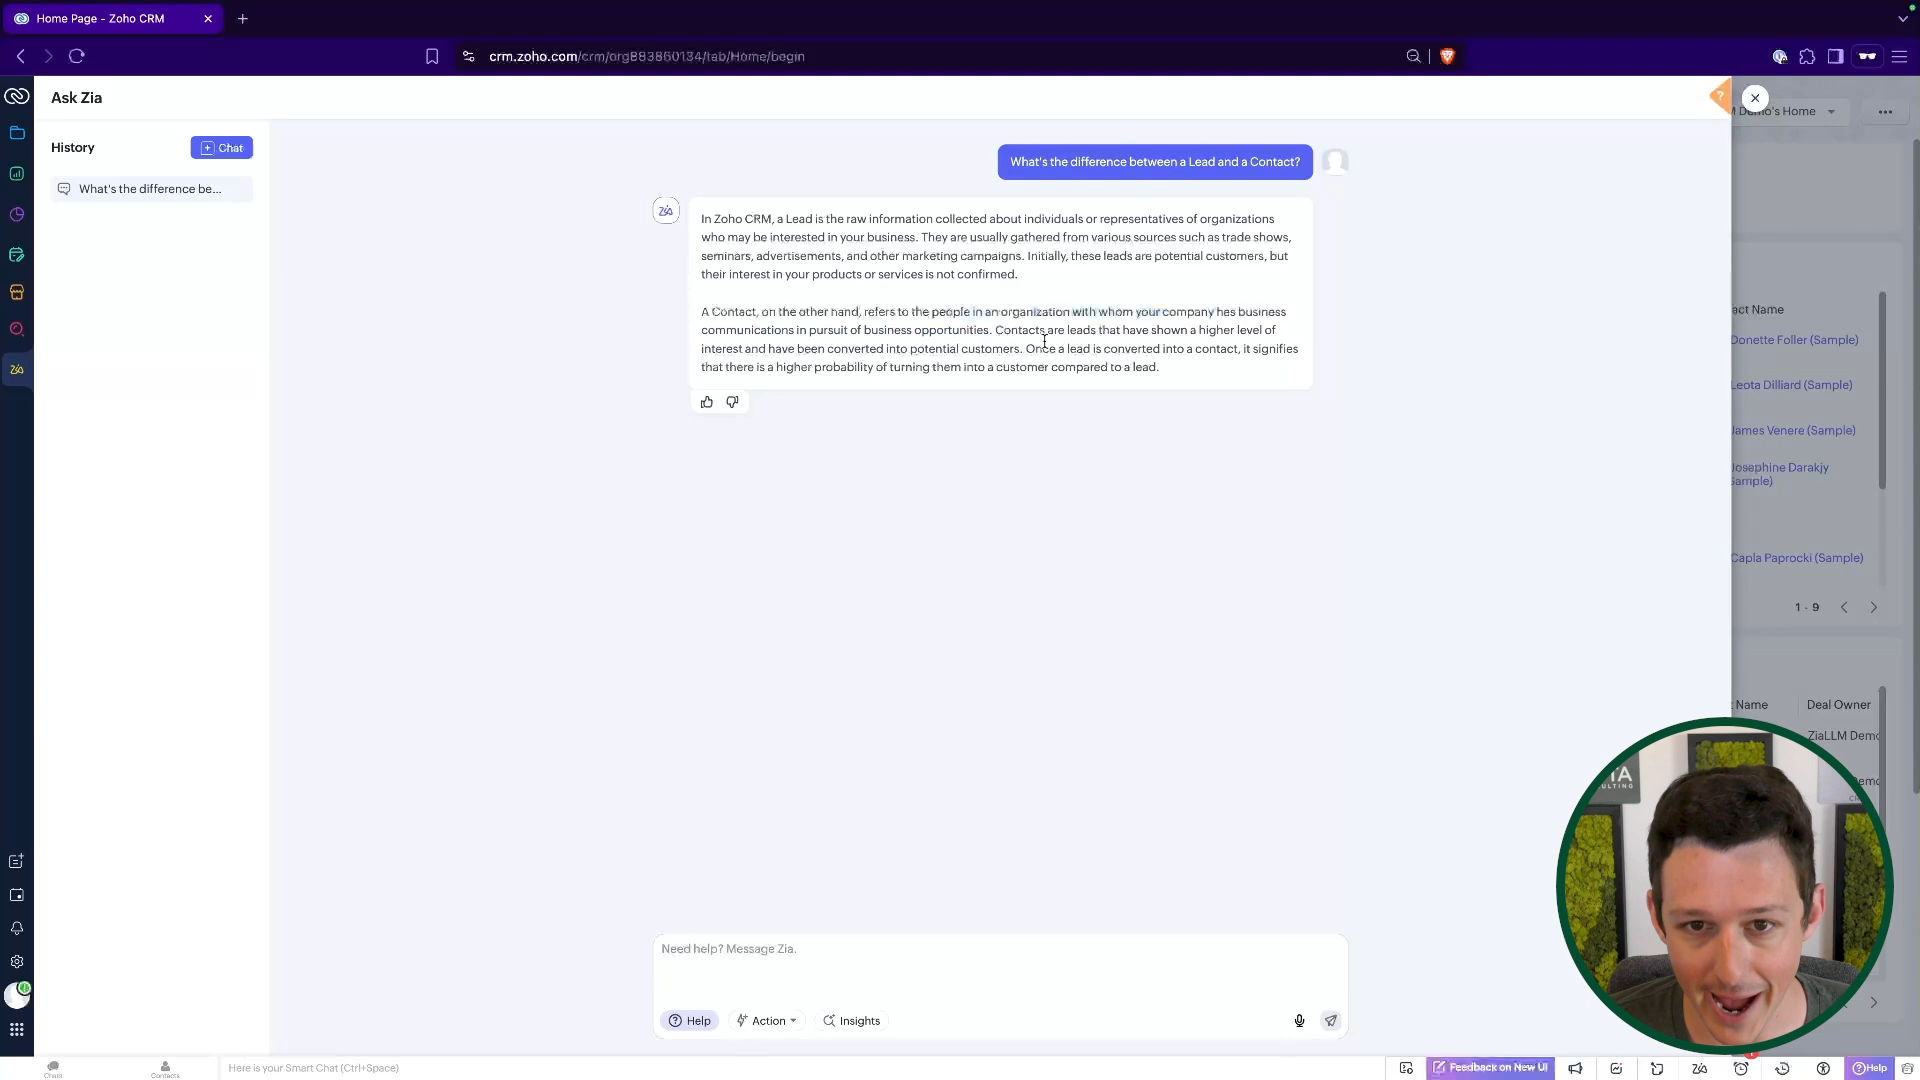 Home Page - Zoho CRM
crm.zoho.com/crm/org883860134/tab/Home/begin
Ask Zia
History
Chat
What's the difference be...
What's the difference between a Lead and a Contact?
Zia
In Zoho CRM, a Lead is the raw information collected about individuals or representatives of organizations
who may be interested in your business. They are usually gathered from various sources such as trade shows,
seminars, advertisements, and other marketing campaigns. Initially, these leads are potential customers, but
their interest in your products or services is not confirmed.
A Contact, on the other hand, refers to the people in an organization with whom your company has business
communications in pursuit of business opportunities. Contacts are leads that have shown a higher level of
interest and have been converted into potential customers. Once a lead is converted into a contact, it signifies
that there is a higher probability of turning them into a customer compared to a lead.
Need help? Message Zia.
Help
Action
Insights
M Demo's Home
act Name
Donette Foller (Sample)
Leota Dilliard (Sample)
James Venere (Sample)
Josephine Darakjy
Sample)
Capla Paprocki (Sample)
1 - 9
t Name
Deal Owner
ZiaLLM Demo
Demo
TA
ULTING
Chats
Contacts
Here is your Smart Chat (Ctrl+Space)
Feedback on New UI
Help